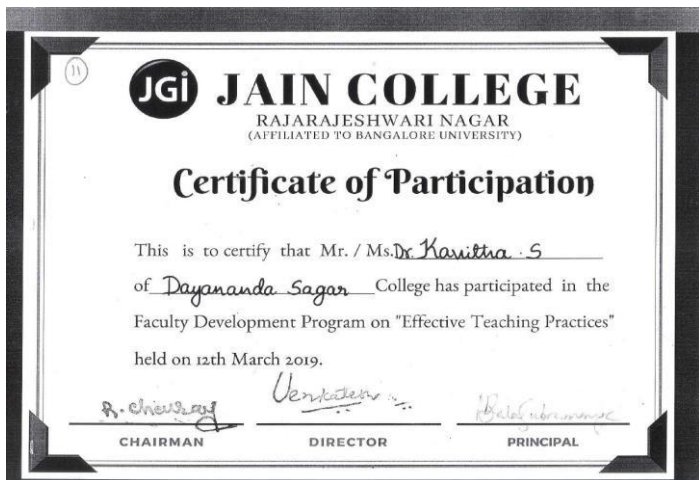 11
JGi JAIN COLLEGE
RAJARAJESHWARI NAGAR
(AFFILIATED TO BANGALORE UNIVERSITY)
Certificate of Participation
This is to certify that Mr. / Ms. Dr. Kavitha . S
of Dayananda Sagar College has participated in the
Faculty Development Program on "Effective Teaching Practices"
held on 12th March 2019.
Venkatesh
CHAIRMAN DIRECTOR PRINCIPAL